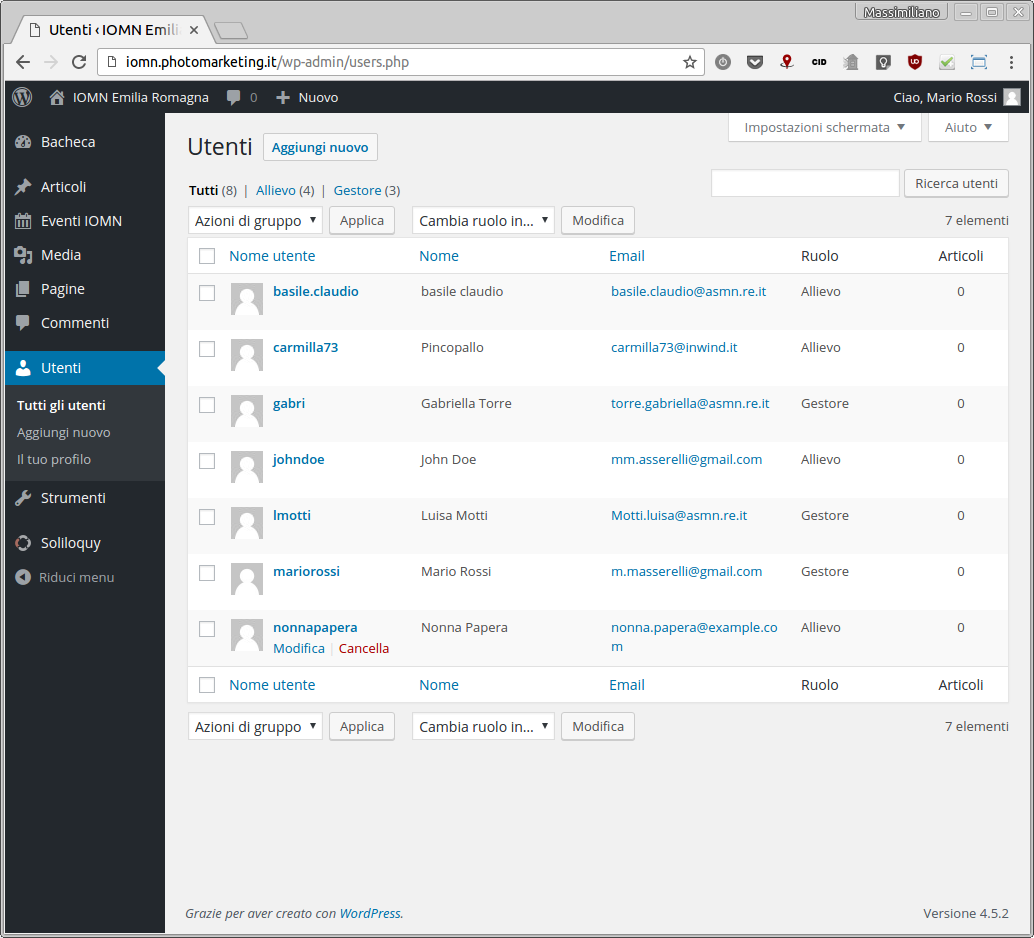 Massimiliano
Utenti ‹ IOMN Emili
iomn.photomarketing.it/wp-admin/users.php
CID
IOMN Emilia Romagna 0 Nuovo Ciao, Mario Rossi
Bacheca
Articoli
Eventi IOMN
Media
Pagine
Commenti
Utenti
Tutti gli utenti
Aggiungi nuovo
Il tuo profilo
Strumenti
Soliloquy
Riduci menu
Impostazioni schermata Aiuto
Utenti Aggiungi nuovo
Tutti (8) | Allievo (4) | Gestore (3)
Ricerca utenti
Azioni di gruppo Applica Cambia ruolo in... Modifica 7 elementi
Nome utente Nome Email Ruolo Articoli
basile.claudio basile claudio basile.claudio@asmn.re.it Allievo 0
carmilla73 Pincopallo carmilla73@inwind.it Allievo 0
gabri Gabriella Torre torre.gabriella@asmn.re.it Gestore 0
johndoe John Doe mm.asserelli@gmail.com Allievo 0
lmotti Luisa Motti Motti.luisa@asmn.re.it Gestore 0
mariorossi Mario Rossi m.masserelli@gmail.com Gestore 0
nonnapapera Nonna Papera nonna.papera@example.co Allievo 0
m
Modifica | Cancella
Nome utente Nome Email Ruolo Articoli
Azioni di gruppo Applica Cambia ruolo in... Modifica 7 elementi
Grazie per aver creato con WordPress. Versione 4.5.2